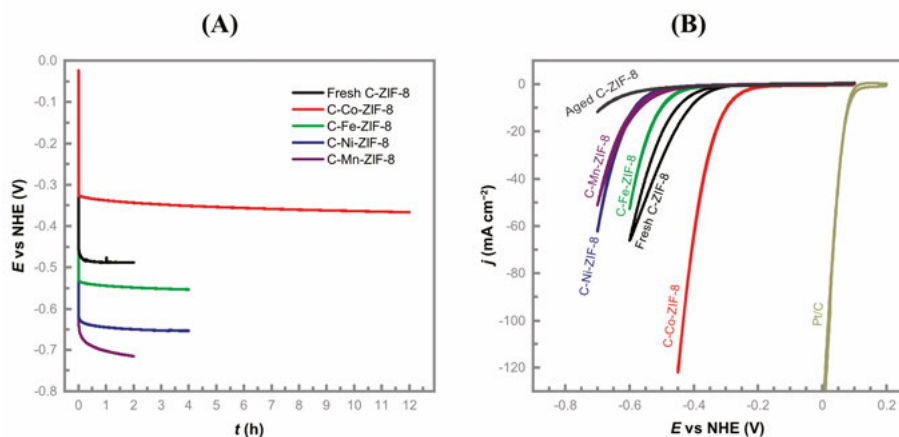 (A)
0.0
-0.1
-0.2
-0.3
-0.4
-0.5
-0.6
-0.7
-0.8
E vs NHE (V)
0 1 2 3 4 5 6 7 8 9 10 11 12
t (h)
Fresh C-ZIF-8
C-Co-ZIF-8
C-Fe-ZIF-8
C-Ni-ZIF-8
C-Mn-ZIF-8
(B)
0
-20
-40
-60
-80
-100
-120
j (mA cm⁻²)
-0.8 -0.6 -0.4 -0.2 0 0.2
E vs NHE (V)
Aged C-ZIF-8
C-Mn-ZIF-8
C-Ni-ZIF-8
C-Fe-ZIF-8
Fresh C-ZIF-8
C-Co-ZIF-8
Pt/C